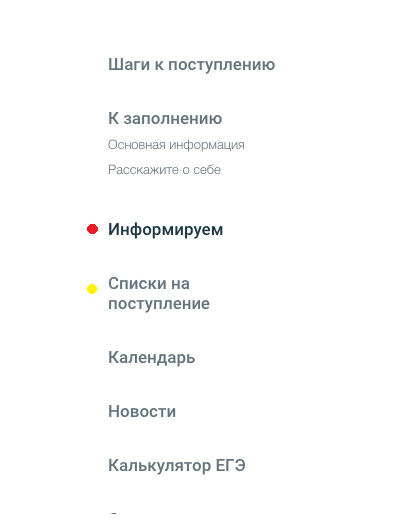 Шаги к поступлению
К заполнению
Основная информация
Расскажите о себе
Информируем
Списки на
поступление
Календарь
Новости
Калькулятор ЕГЭ